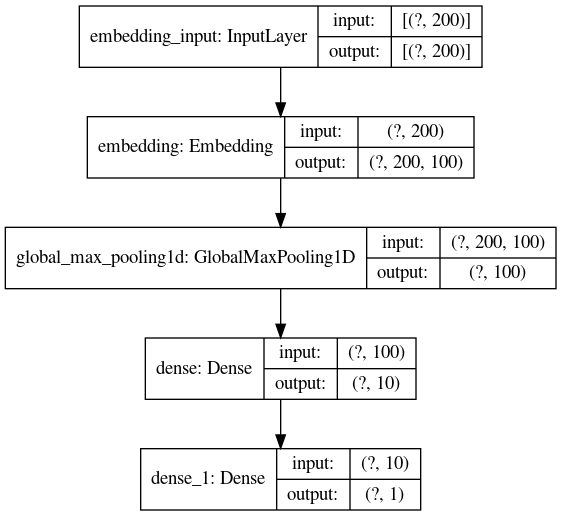 embedding_input: InputLayer
input:
[(?, 200)]
output:
[(?, 200)]
embedding: Embedding
input:
(?, 200)
output:
(?, 200, 100)
global_max_pooling1d: GlobalMaxPooling1D
input:
(?, 200, 100)
output:
(?, 100)
dense: Dense
input:
(?, 100)
output:
(?, 10)
dense_1: Dense
input:
(?, 10)
output:
(?, 1)